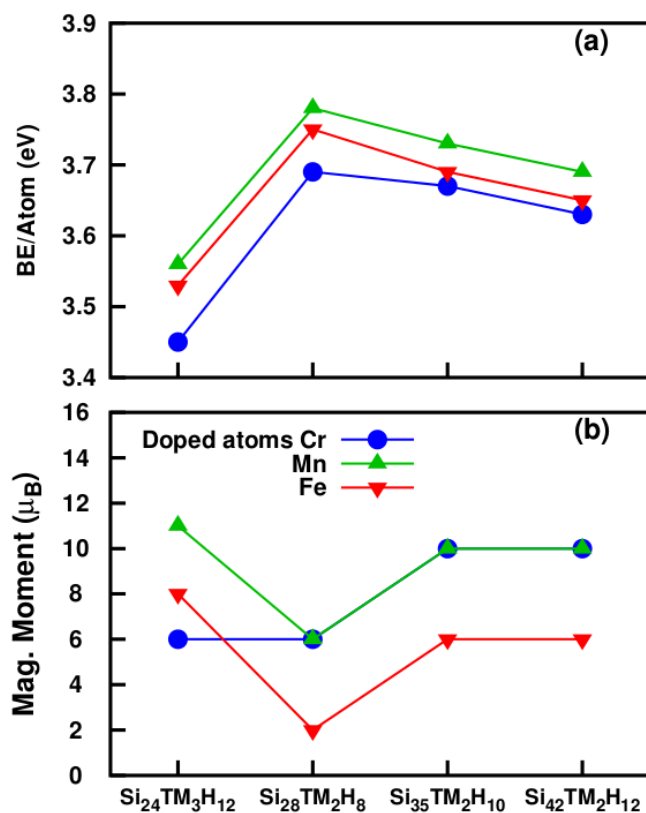 3.9
(a)
3.8
3.7
3.6
3.5
3.4
BE/Atom (eV)
16
(b)
14
12
10
8
6
4
2
0
Doped atoms Cr
Mn
Fe
Mag. Moment (μ_B)
Si₂₄TM₃H₁₂ Si₂₈TM₂H₈ Si₃₅TM₂H₁₀ Si₄₂TM₂H₁₂